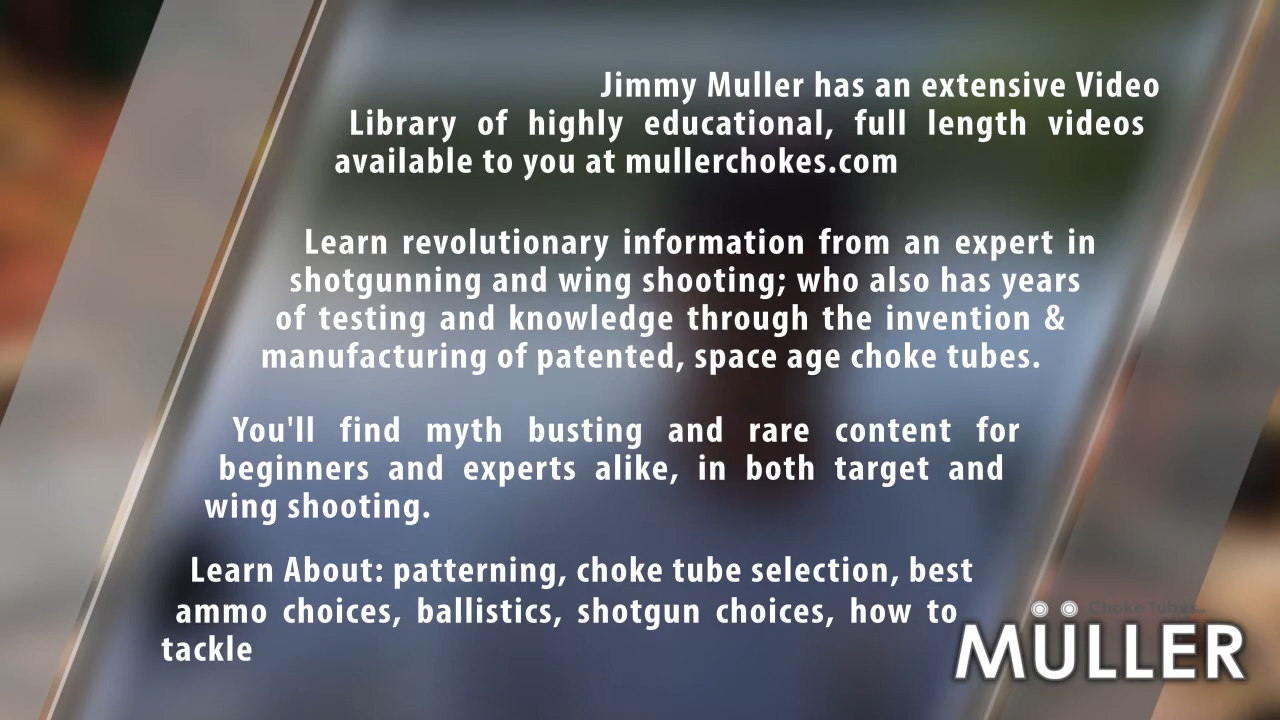 Jimmy Muller has an extensive Video
Library of highly educational, full length videos
available to you at mullerchokes.com
Learn revolutionary information from an expert in
shotgunning and wing shooting; who also has years
of testing and knowledge through the invention &
manufacturing of patented, space age choke tubes.
You'll find myth busting and rare content for
beginners and experts alike, in both target and
wing shooting.
Learn About: patterning, choke tube selection, best
ammo choices, ballistics, shotgun choices, how to
tackle
Choke Tubes
MÜLLER